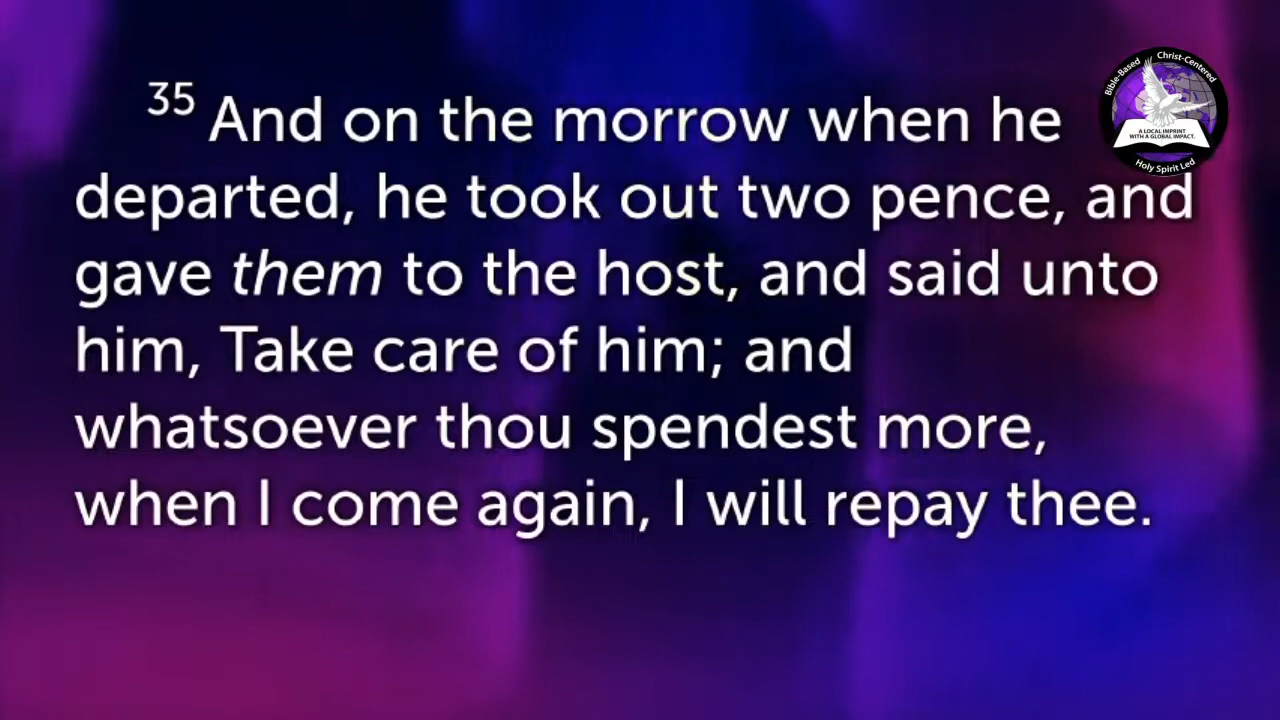 35 And on the morrow when he
departed, he took out two pence, and
gave them to the host, and said unto
him, Take care of him; and
whatsoever thou spendest more,
when I come again, I will repay thee.
Bible-Based Christ-Centered
A LOCAL IMPRINT
WITH A GLOBAL IMPACT.
Holy Spirit Led